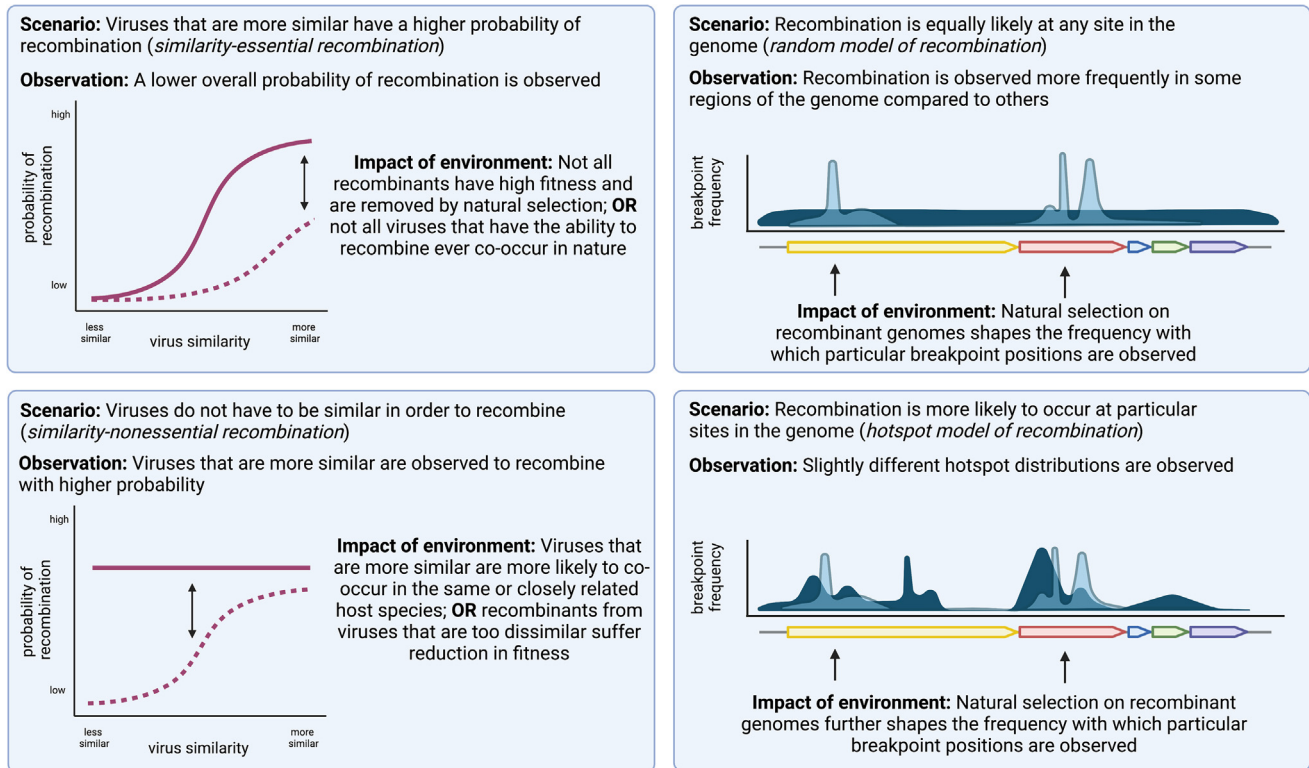 Scenario: Viruses that are more similar have a higher probability of
recombination (similarity-essential recombination)
Observation: A lower overall probability of recombination is observed
high
probability of
recombination
low
less
similar
virus similarity
more
similar
Impact of environment: Not all
recombinants have high fitness and
are removed by natural selection; OR
not all viruses that have the ability to
recombine ever co-occur in nature
Scenario: Recombination is equally likely at any site in the
genome (random model of recombination)
Observation: Recombination is observed more frequently in some
regions of the genome compared to others
breakpoint
frequency
Impact of environment: Natural selection on
recombinant genomes shapes the frequency with
which particular breakpoint positions are observed
Scenario: Viruses do not have to be similar in order to recombine
(similarity-nonessential recombination)
Observation: Viruses that are more similar are observed to recombine
with higher probability
high
probability of
recombination
low
less
similar
virus similarity
more
similar
Impact of environment: Viruses that
are more similar are more likely to co-
occur in the same or closely related
host species; OR recombinants from
viruses that are too dissimilar suffer
reduction in fitness
Scenario: Recombination is more likely to occur at particular
sites in the genome (hotspot model of recombination)
Observation: Slightly different hotspot distributions are observed
breakpoint
frequency
Impact of environment: Natural selection on recombinant
genomes further shapes the frequency with which particular
breakpoint positions are observed